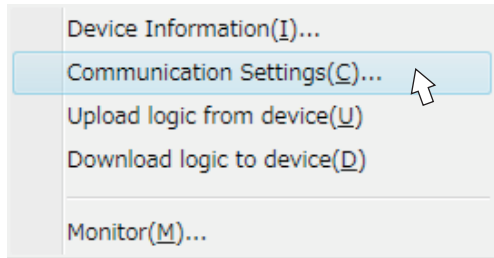 Device Information(I)...
Communication Settings(C)...
Upload logic from device(U)
Download logic to device(D)
Monitor(M)...